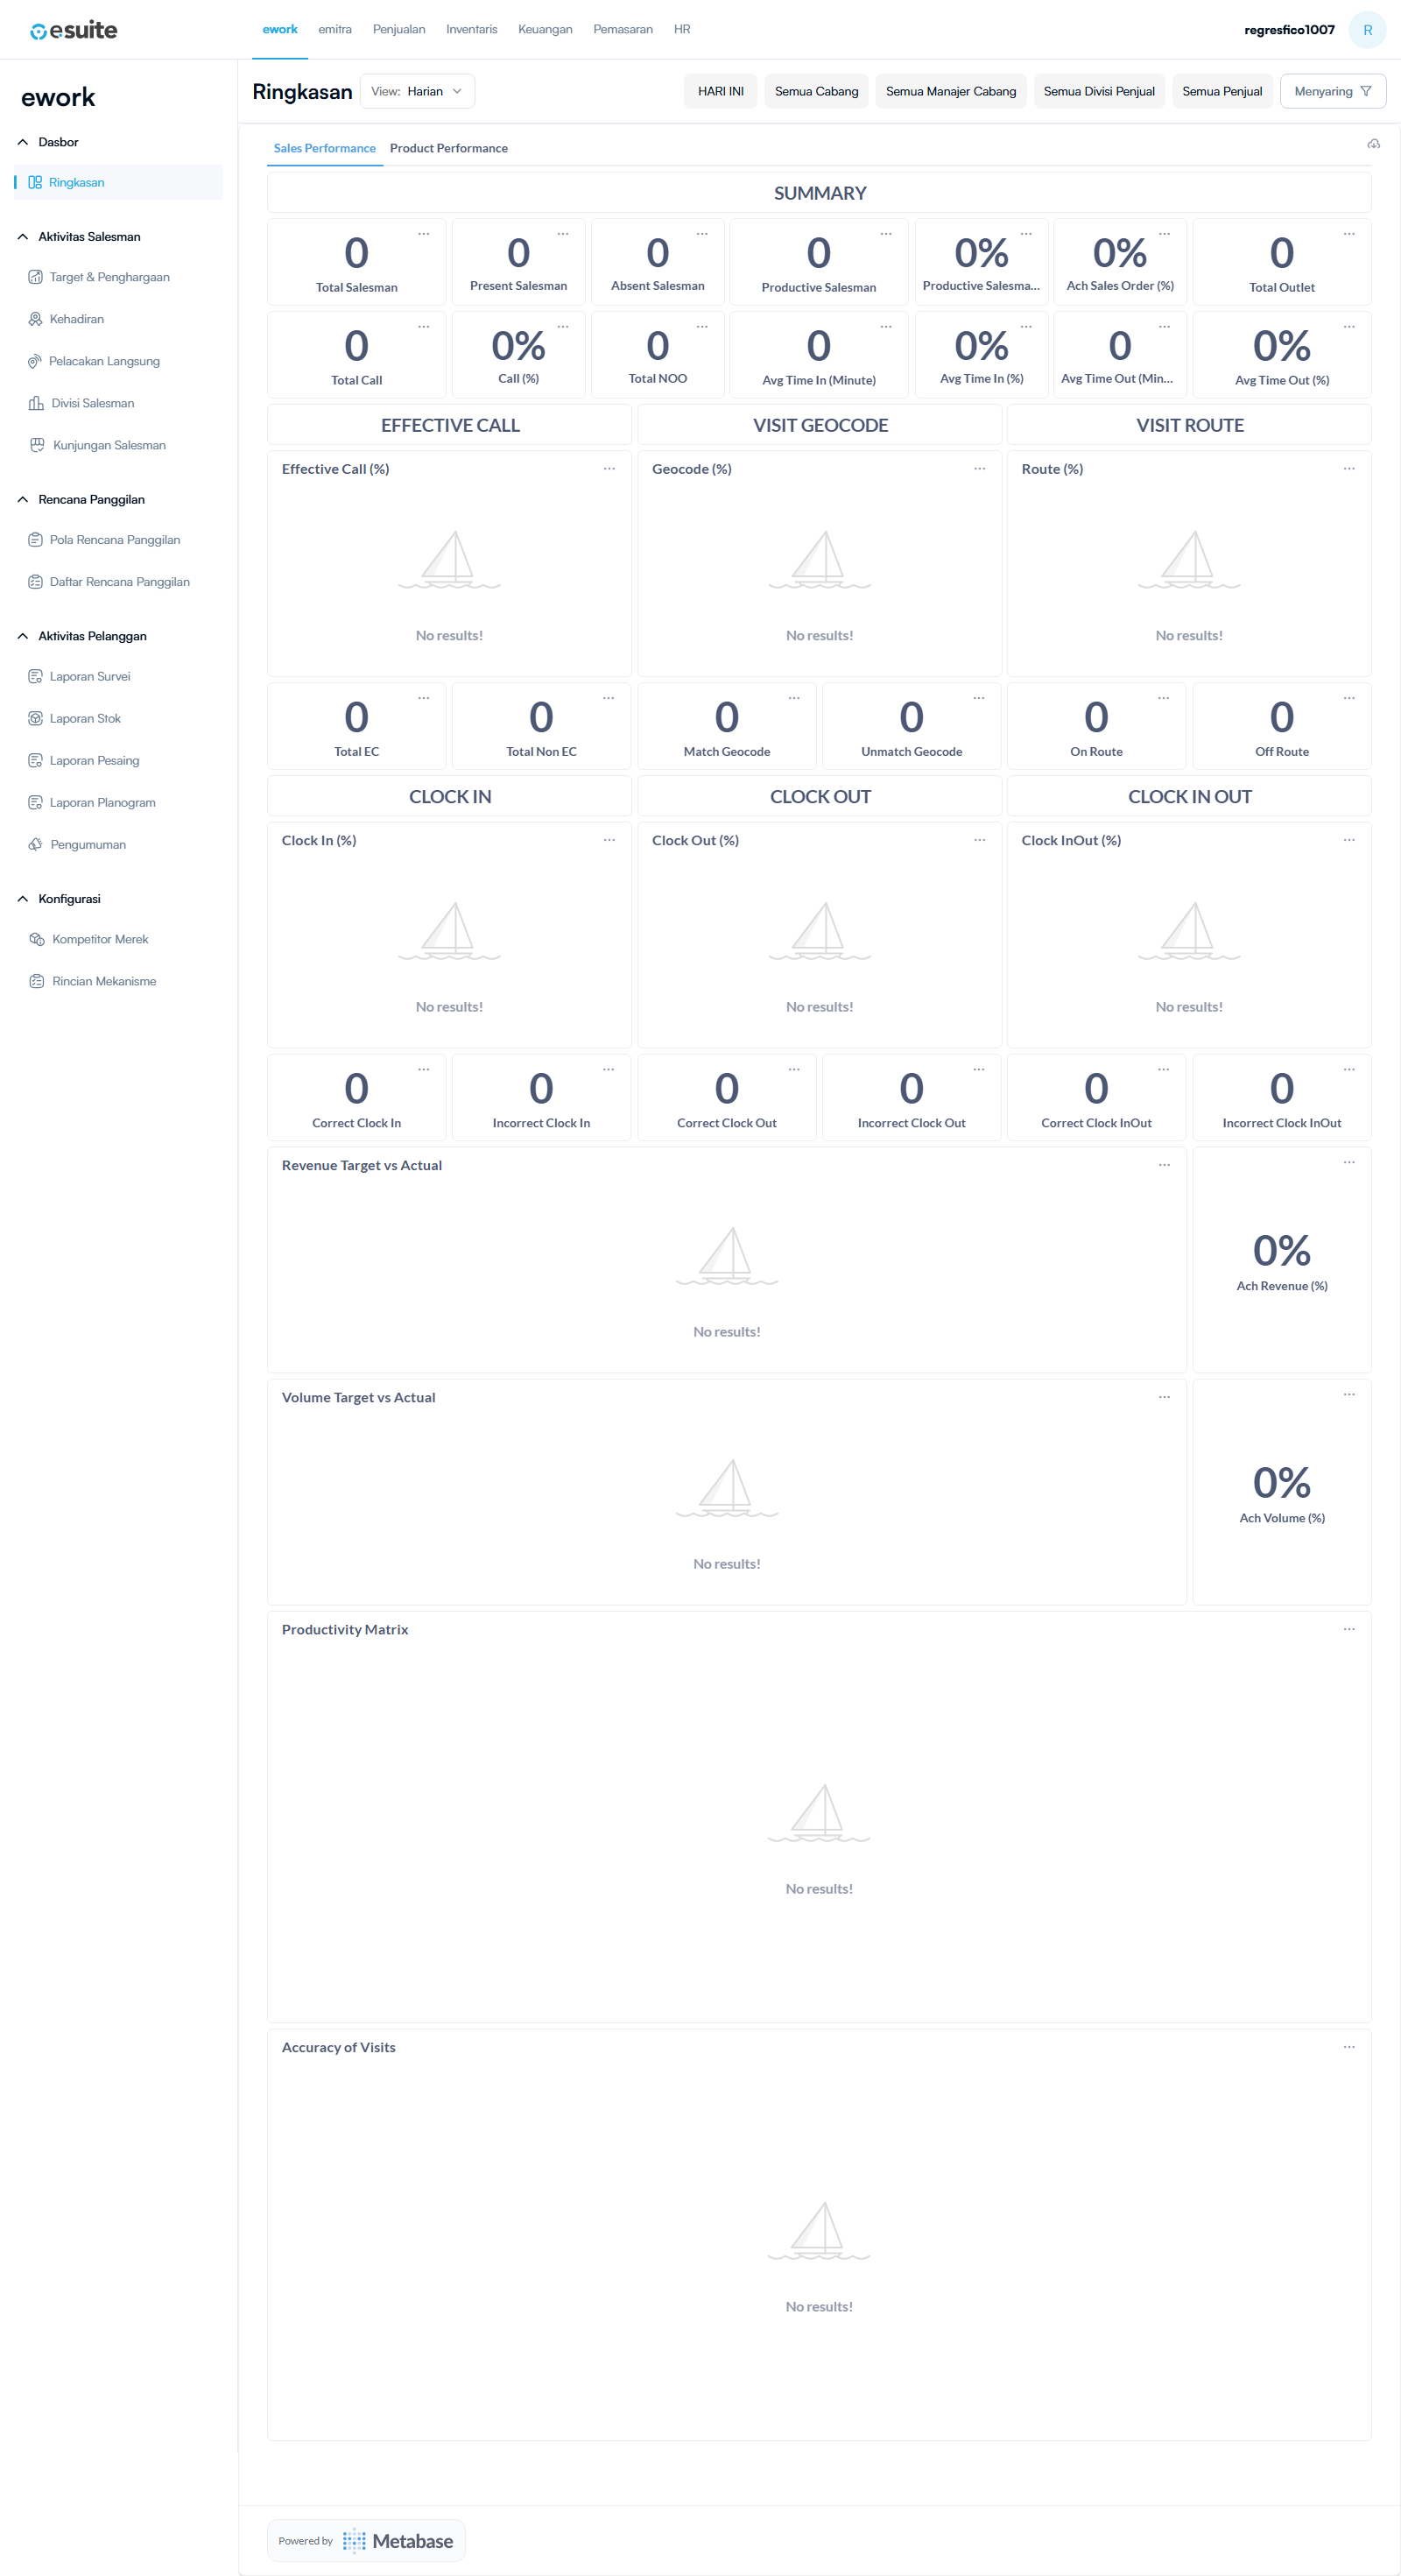 esuite
ework
emitra
Penjualan
Inventaris
Keuangan
Pemasaran
HR
regresfico1007
R
ework
Dasbor
Ringkasan
Aktivitas Salesman
Target & Penghargaan
Kehadiran
Pelacakan Langsung
Divisi Salesman
Kunjungan Salesman
Rencana Panggilan
Pola Rencana Panggilan
Daftar Rencana Panggilan
Aktivitas Pelanggan
Laporan Survei
Laporan Stok
Laporan Pesaing
Laporan Planogram
Pengumuman
Konfigurasi
Kompetitor Merek
Rincian Mekanisme
Ringkasan
View: Harian
HARI INI
Semua Cabang
Semua Manajer Cabang
Semua Divisi Penjual
Semua Penjual
Menyaring
Sales Performance
Product Performance
SUMMARY
0
Total Salesman
0
Present Salesman
0
Absent Salesman
0
Productive Salesman
0%
Productive Salesma...
0%
Ach Sales Order (%)
0
Total Outlet
0
Total Call
0%
Call (%)
0
Total NOO
0
Avg Time In (Minute)
0%
Avg Time In (%)
0
Avg Time Out (Min...
0%
Avg Time Out (%)
EFFECTIVE CALL
VISIT GEOCODE
VISIT ROUTE
Effective Call (%)
No results!
Geocode (%)
No results!
Route (%)
No results!
0
Total EC
0
Total Non EC
0
Match Geocode
0
Unmatch Geocode
0
On Route
0
Off Route
CLOCK IN
CLOCK OUT
CLOCK IN OUT
Clock In (%)
No results!
Clock Out (%)
No results!
Clock InOut (%)
No results!
0
Correct Clock In
0
Incorrect Clock In
0
Correct Clock Out
0
Incorrect Clock Out
0
Correct Clock InOut
0
Incorrect Clock InOut
Revenue Target vs Actual
No results!
0%
Ach Revenue (%)
Volume Target vs Actual
No results!
0%
Ach Volume (%)
Productivity Matrix
No results!
Accuracy of Visits
No results!
Powered by Metabase